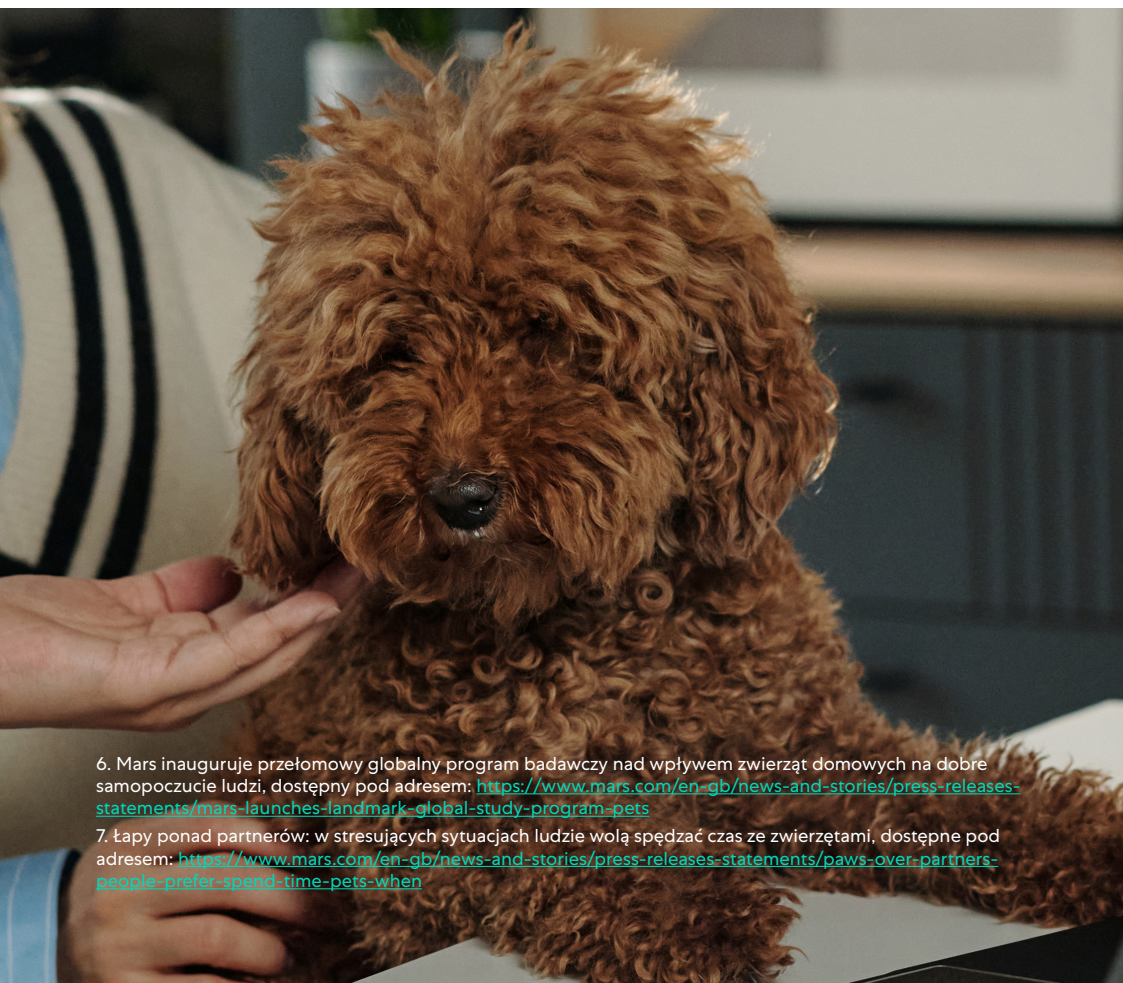 6. Mars inauguruje przełomowy globalny program badawczy nad wpływem zwierząt domowych na dobre
samopoczucie ludzi, dostępny pod adresem: https://www.mars.com/en-gb/news-and-stories/press-releases-
statements/mars-launches-landmark-global-study-program-pets
7. Łapy ponad partnerów: w stresujących sytuacjach ludzie wolą spędzać czas ze zwierzętami, dostępne pod
adresem: https://www.mars.com/en-gb/news-and-stories/press-releases-statements/paws-over-partners-
people-prefer-spend-time-pets-when